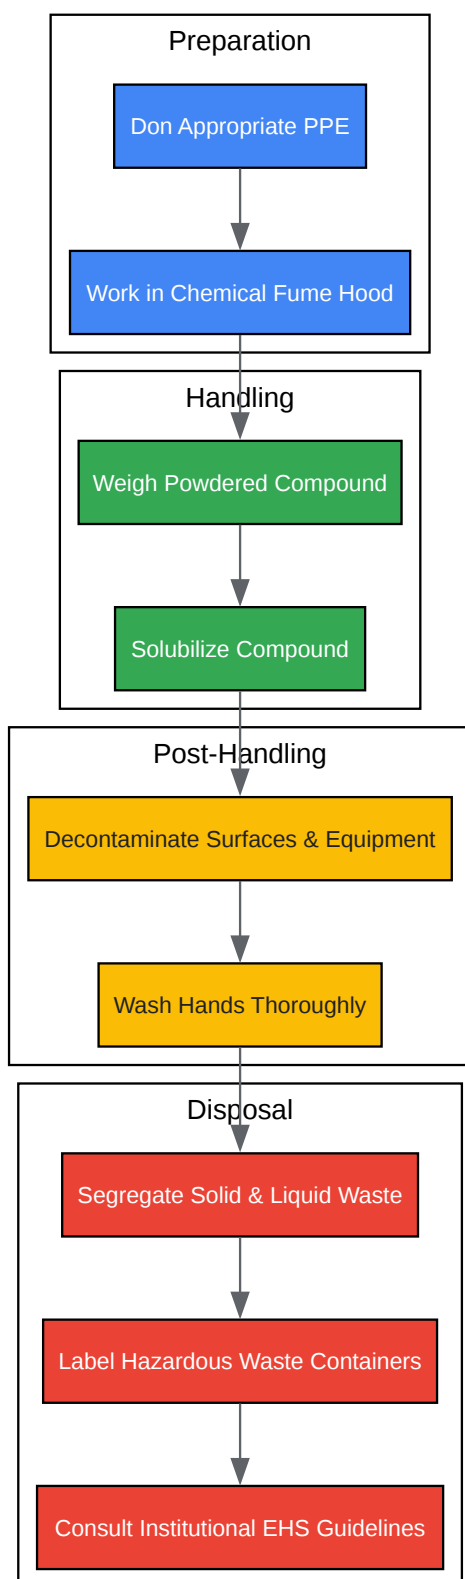 Preparation
Don Appropriate PPE
Work in Chemical Fume Hood
Handling
Weigh Powdered Compound
Solubilize Compound
Post-Handling
Decontaminate Surfaces & Equipment
Wash Hands Thoroughly
Disposal
Segregate Solid & Liquid Waste
Label Hazardous Waste Containers
Consult Institutional EHS Guidelines